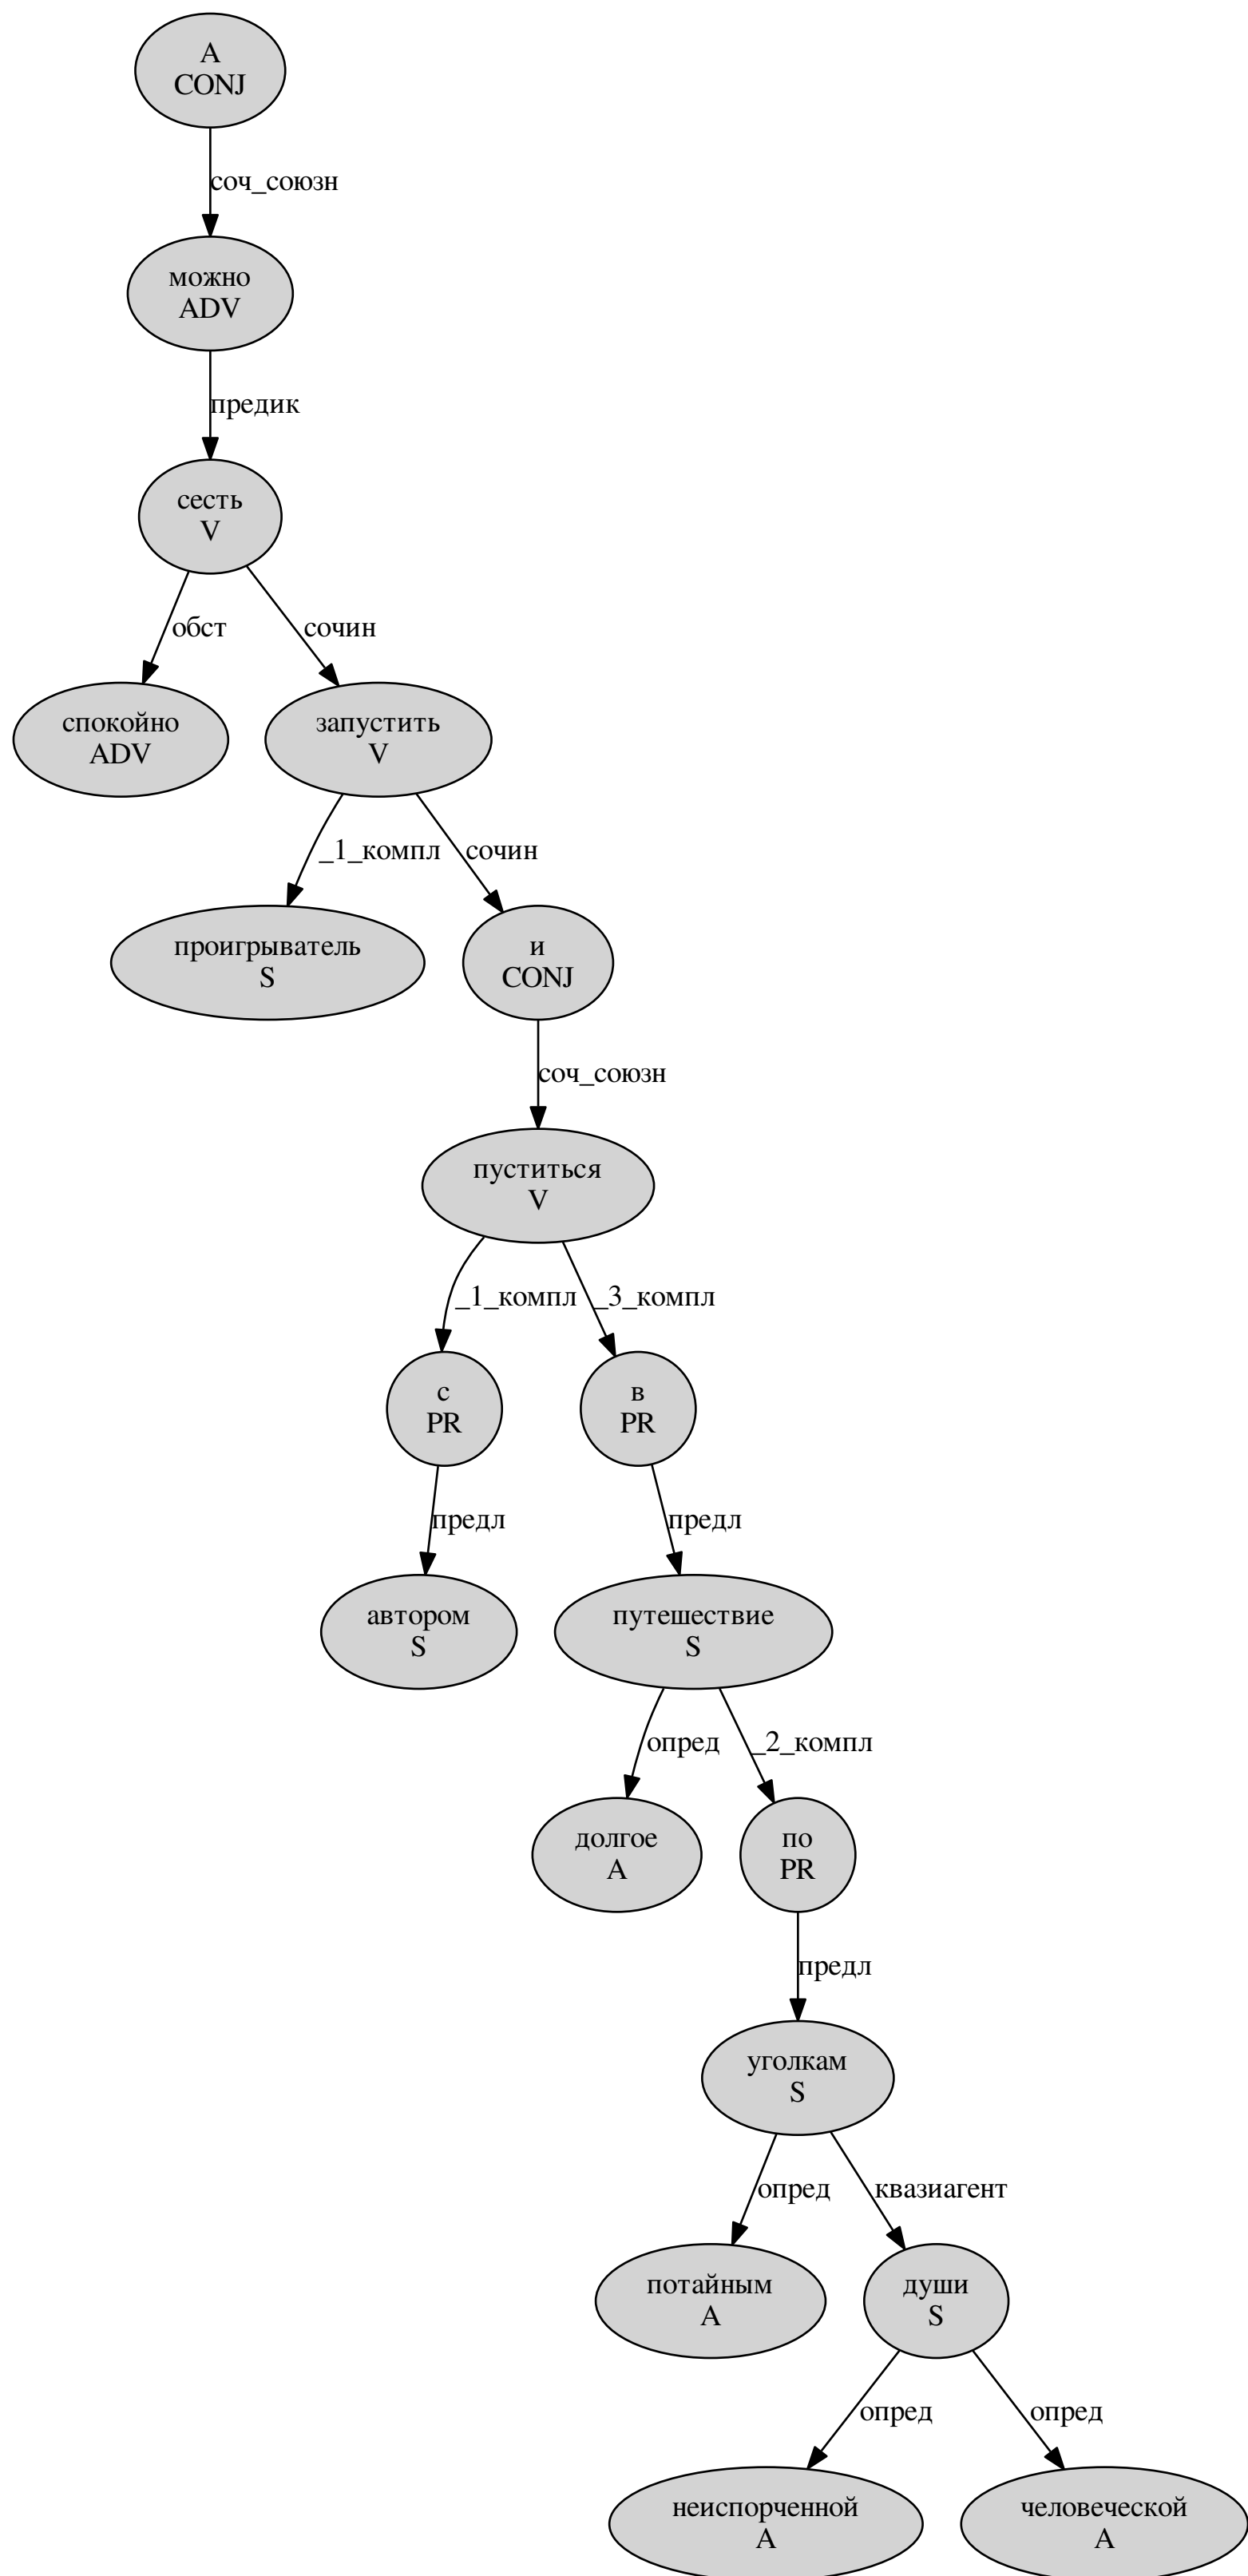 А
CONJ
соч_союзн
можно
ADV
предик
сесть
V
обст
сочин
спокойно
ADV
запустить
V
_1_компл
сочин
проигрыватель
S
и
CONJ
соч_союзн
пуститься
V
_1_компл
_3_компл
с
PR
в
PR
предл
предл
автором
S
путешествие
S
опред
_2_компл
долгое
A
по
PR
предл
уголкам
S
опред
квазиагент
потайным
A
души
S
опред
опред
неиспорченной
A
человеческой
A